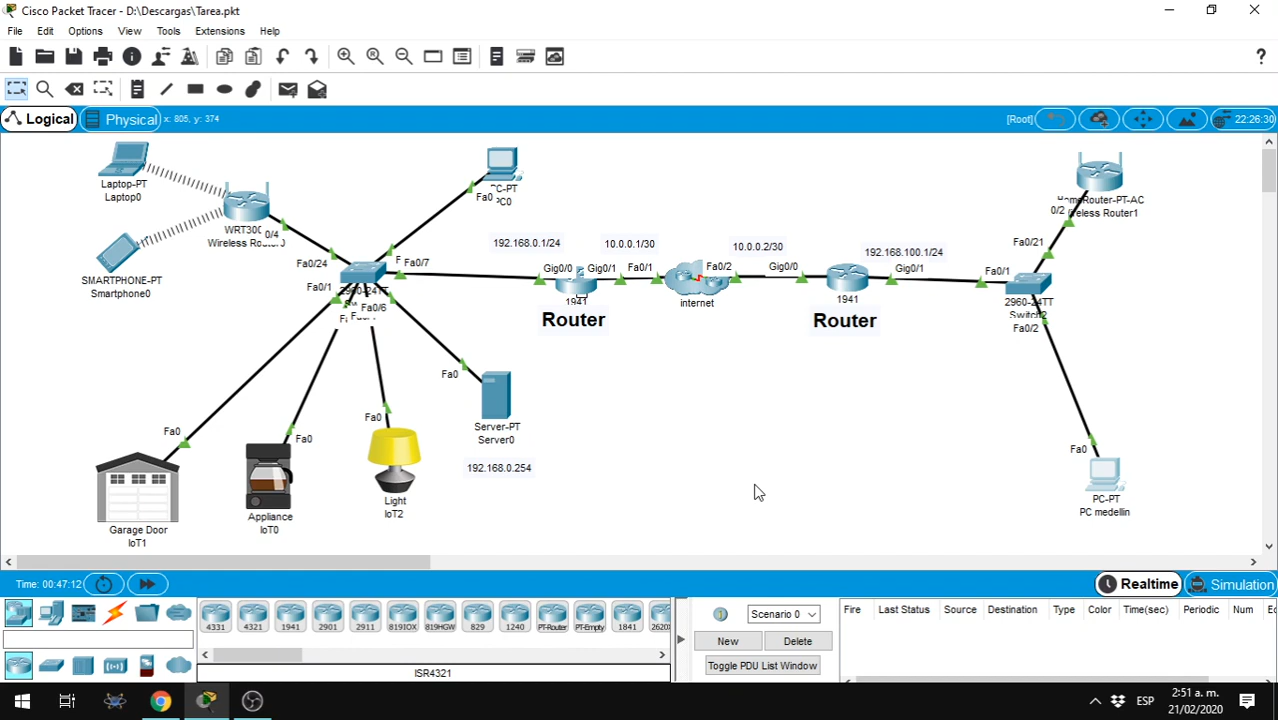 Cisco Packet Tracer - D:\Descargas\Tarea.pkt
File Edit Options View Tools Extensions Help
Logical Physical x: 805, y: 374 [Root] 22:26:30
Laptop-PT
Laptop0
SMARTPHONE-PT
Smartphone0
WRT300
0/4
Wireless Router0
Fa0
PC0
Fa0/24
Fa0/7
Fa0/1
Fa0/6
192.168.0.1/24
10.0.0.1/30
10.0.0.2/30
192.168.100.1/24
Gig0/0
Gig0/1
Fa0/1
Fa0/2
Gig0/0
Gig0/1
Fa0/1
1941
Router
internet
1941
Router
HomeRouter-PT-AC
0/2
Wireless Router1
Fa0/21
2960-24TT
Switch2
Fa0/2
Fa0
PC-PT
PC medellin
Fa0
Server-PT
Server0
192.168.0.254
Fa0
Garage Door
IoT1
Fa0
Appliance
IoT0
Fa0
Light
IoT2
Time: 00:47:12
Realtime Simulation
4331 4321 1941 2901 2911 819IOX 819HGW 829 1240 PT-Router PT-Empty 1841 2620X
ISR4321
Scenario 0
New Delete
Toggle PDU List Window
Fire Last Status Source Destination Type Color Time(sec) Periodic Num
ESP
2:51 a. m.
21/02/2020